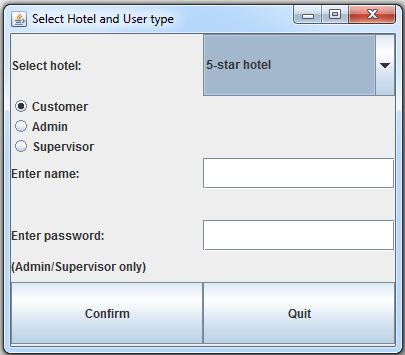 Select Hotel and User type
Select hotel:
5-star hotel
Customer
Admin
Supervisor
Enter name:
Enter password:
(Admin/Supervisor only)
Confirm
Quit